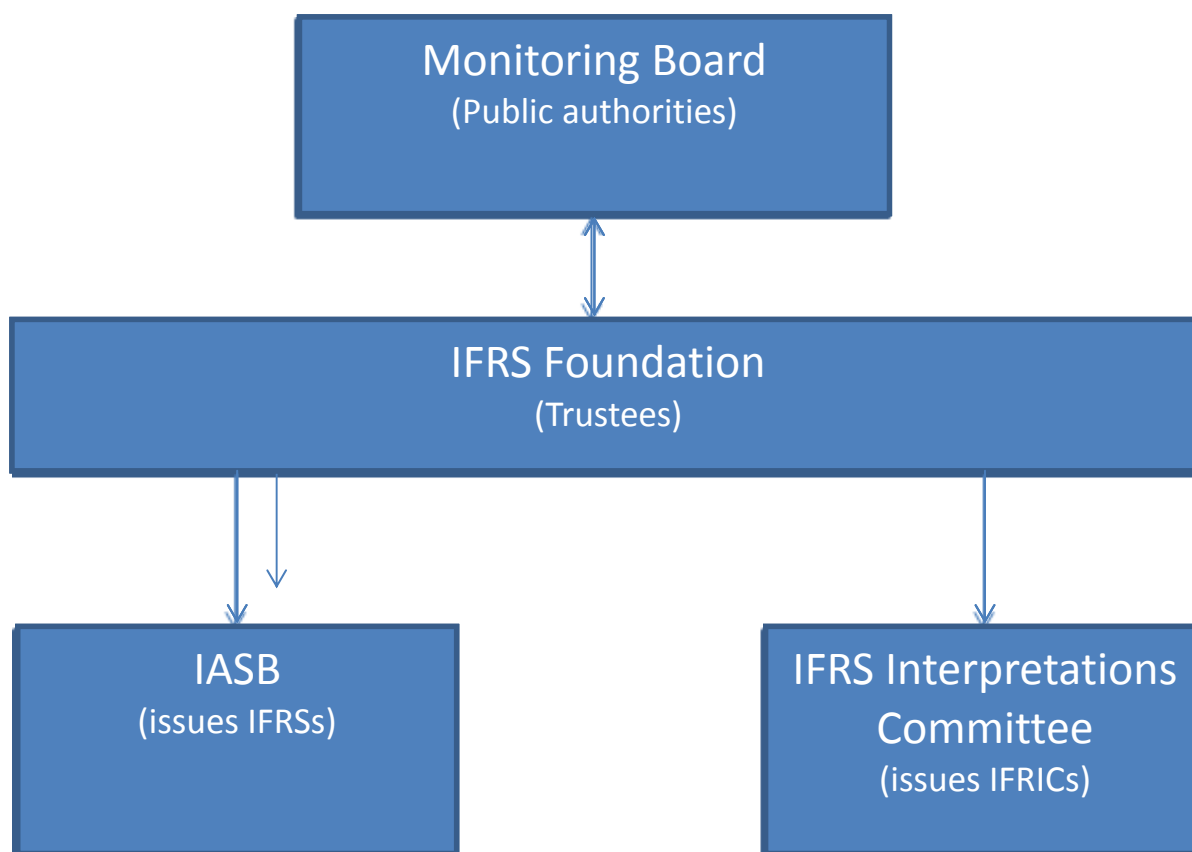 Monitoring Board
(Public authorities)
IFRS Foundation
(Trustees)
IASB
(issues IFRSs)
IFRS Interpretations
Committee
(issues IFRICs)